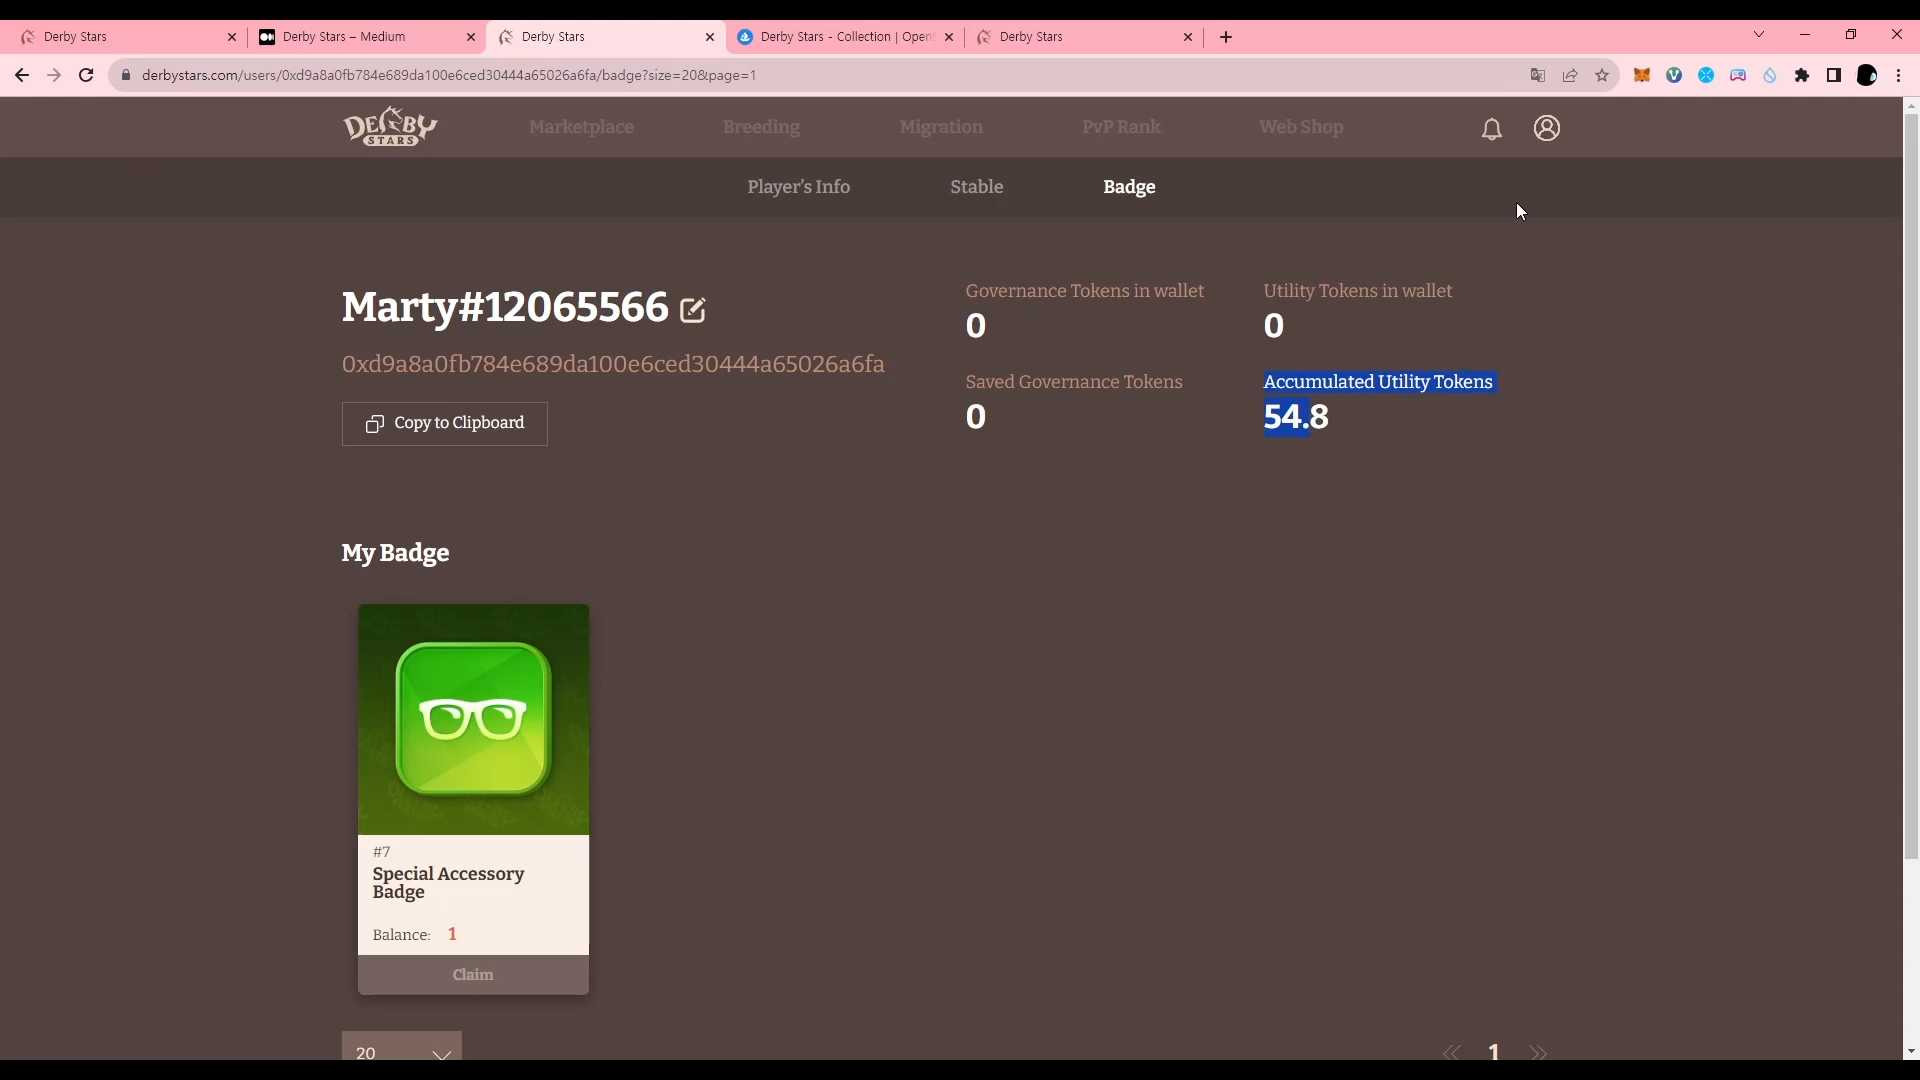 Derby Stars
Derby Stars – Medium
Derby Stars
Derby Stars - Collection | Open
Derby Stars
derbystars.com/users/0xd9a8a0fb784e689da100e6ced30444a65026a6fa/badge?size=20&page=1
DERBY STARS
Marketplace
Breeding
Migration
PvP Rank
Web Shop
Player's Info
Stable
Badge
Marty#12065566
0xd9a8a0fb784e689da100e6ced30444a65026a6fa
Copy to Clipboard
Governance Tokens in wallet
0
Utility Tokens in wallet
0
Saved Governance Tokens
0
Accumulated Utility Tokens
54.8
My Badge
#7
Special Accessory
Badge
Balance: 1
Claim
20
1